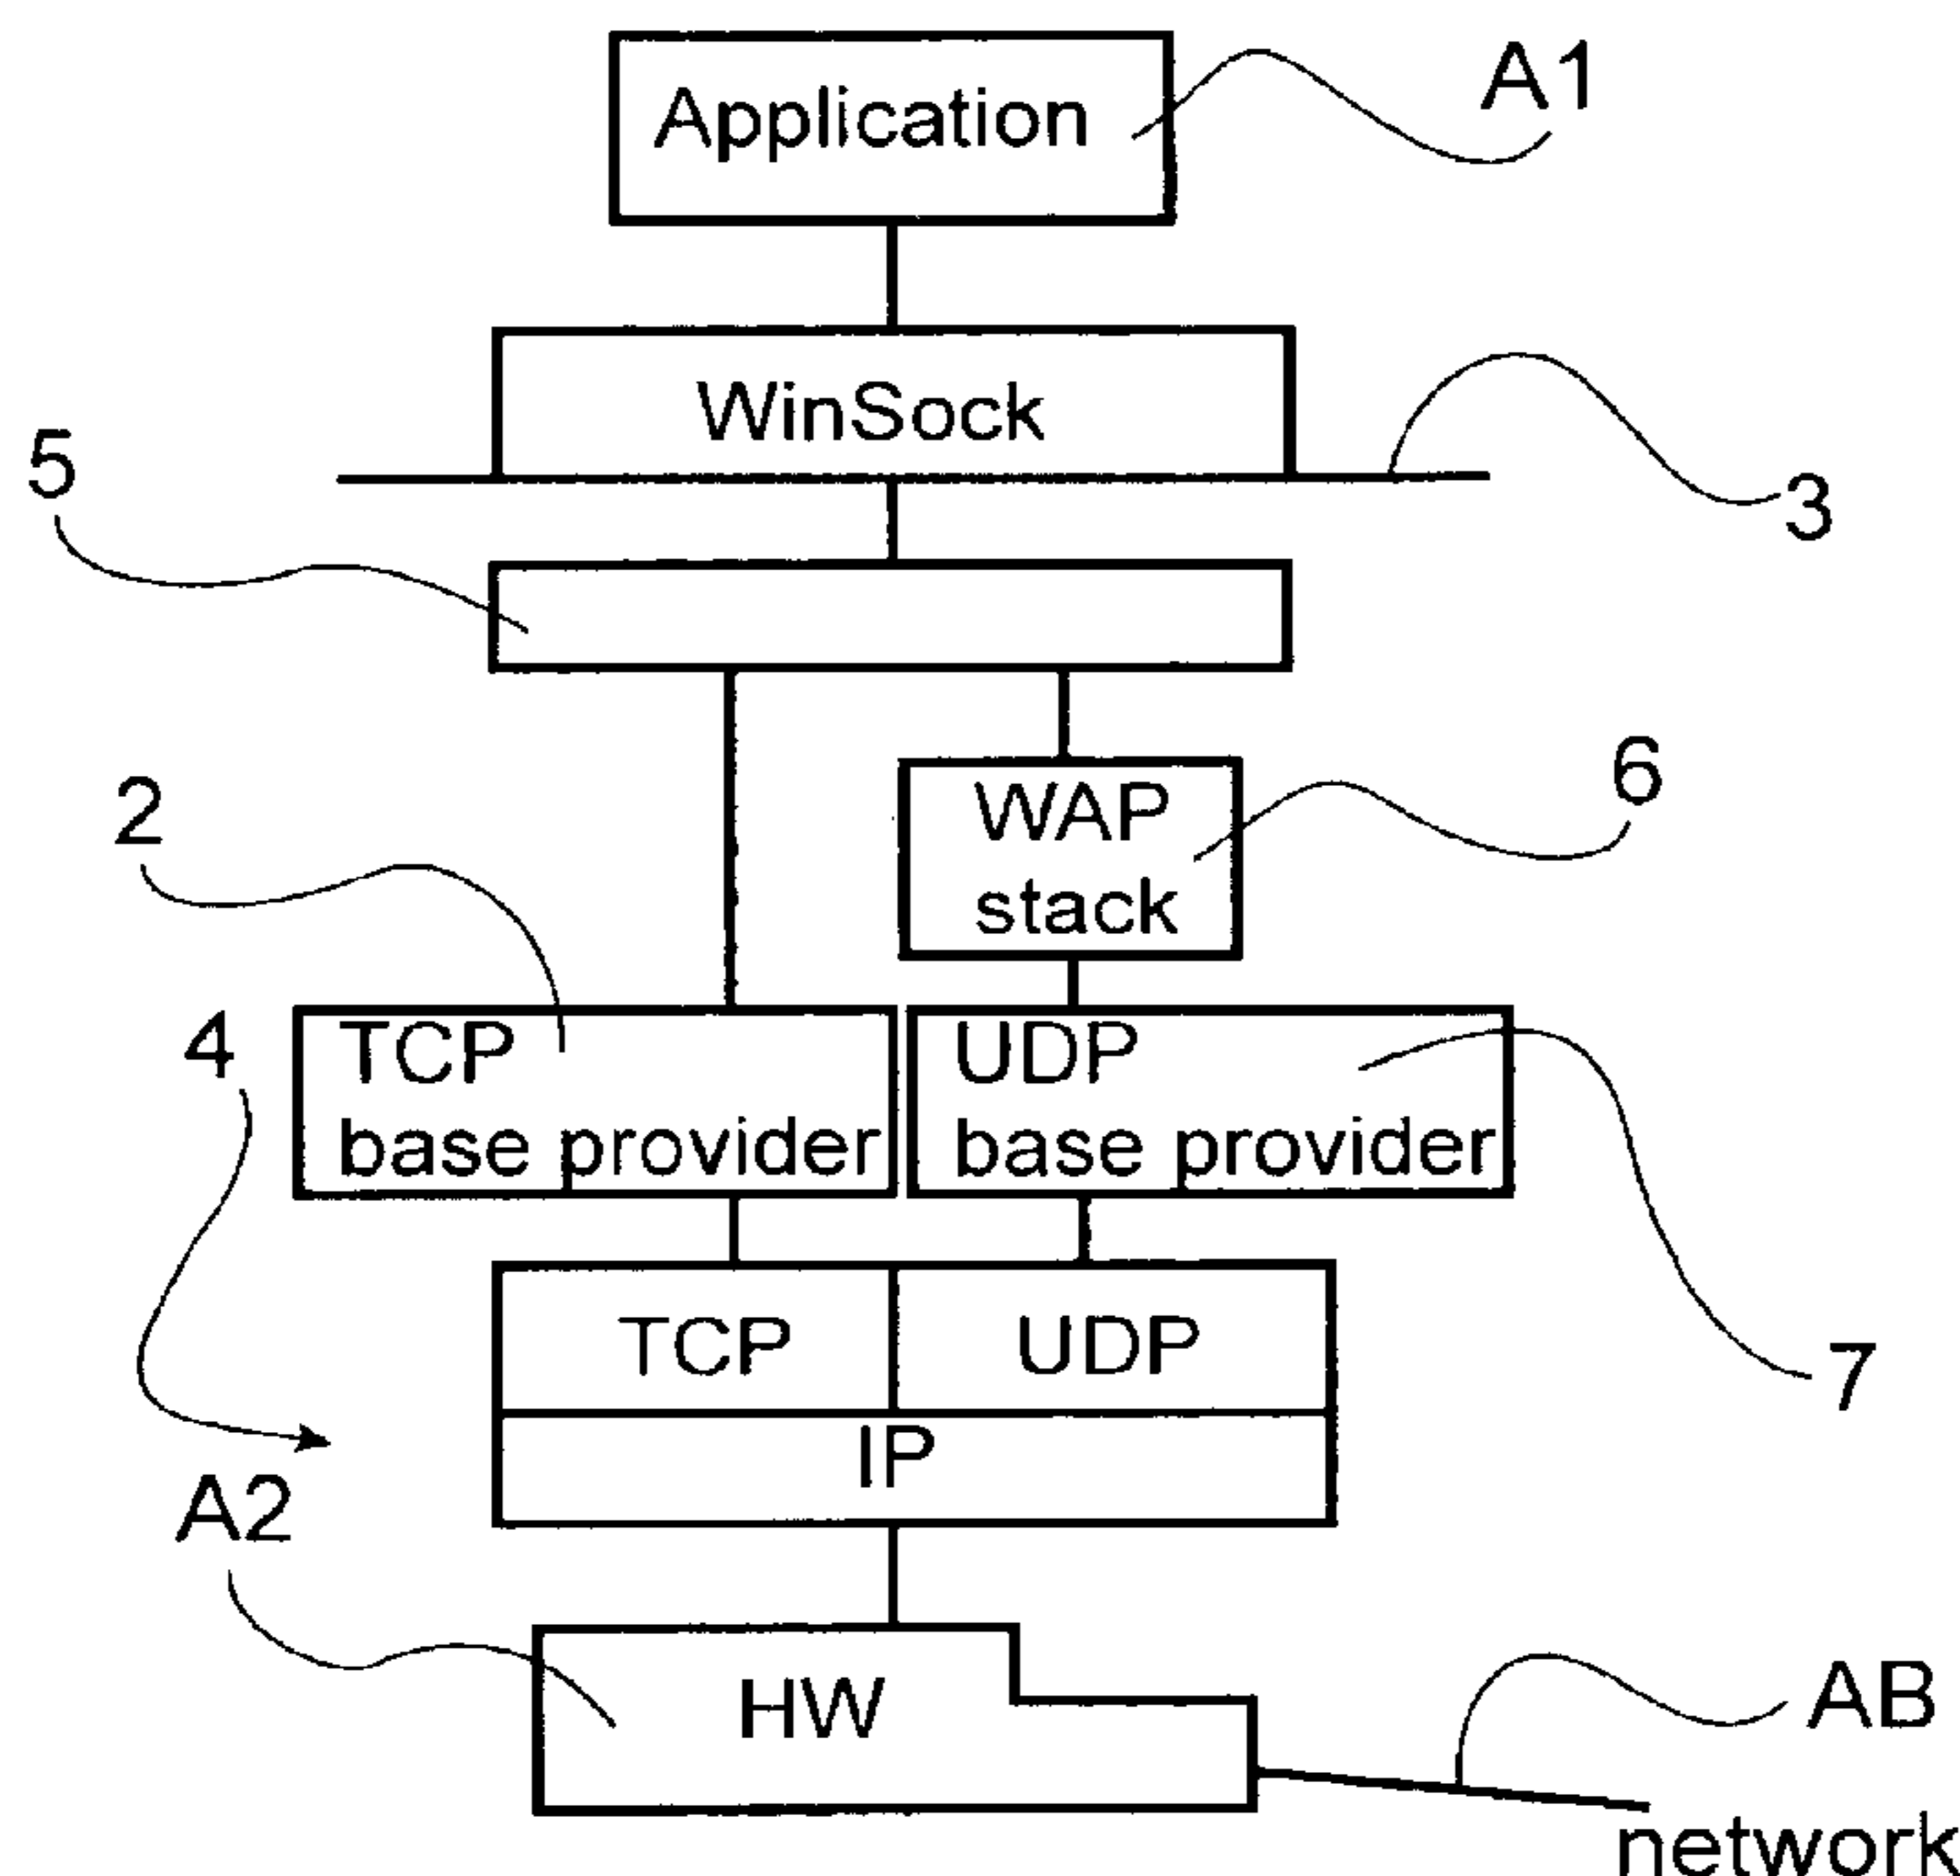 Application
A1
WinSock
5
3
WAP
stack
6
2
4
TCP
base provider
UDP
base provider
TCP
UDP
7
IP
A2
HW
AB
network